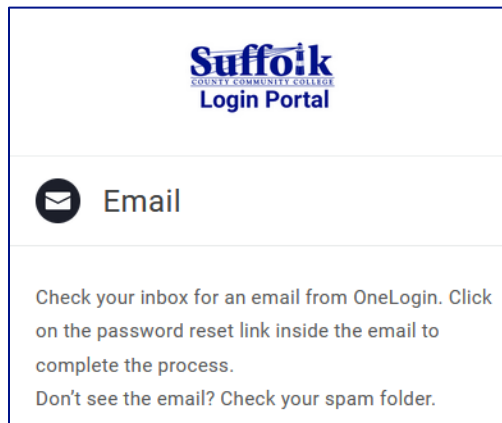 Suffolk
COUNTY COMMUNITY COLLEGE
Login Portal
Email
Check your inbox for an email from OneLogin. Click
on the password reset link inside the email to
complete the process.
Don't see the email? Check your spam folder.